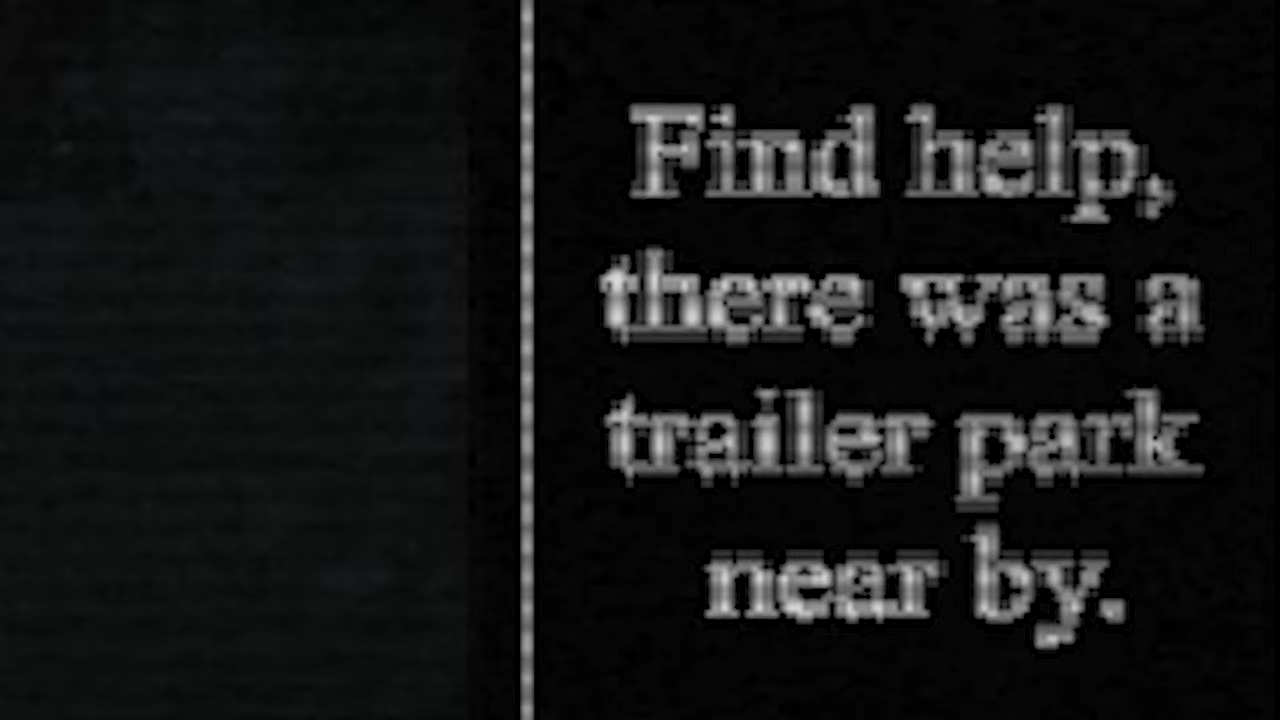 Find help,
there was a
trailer park
near by.